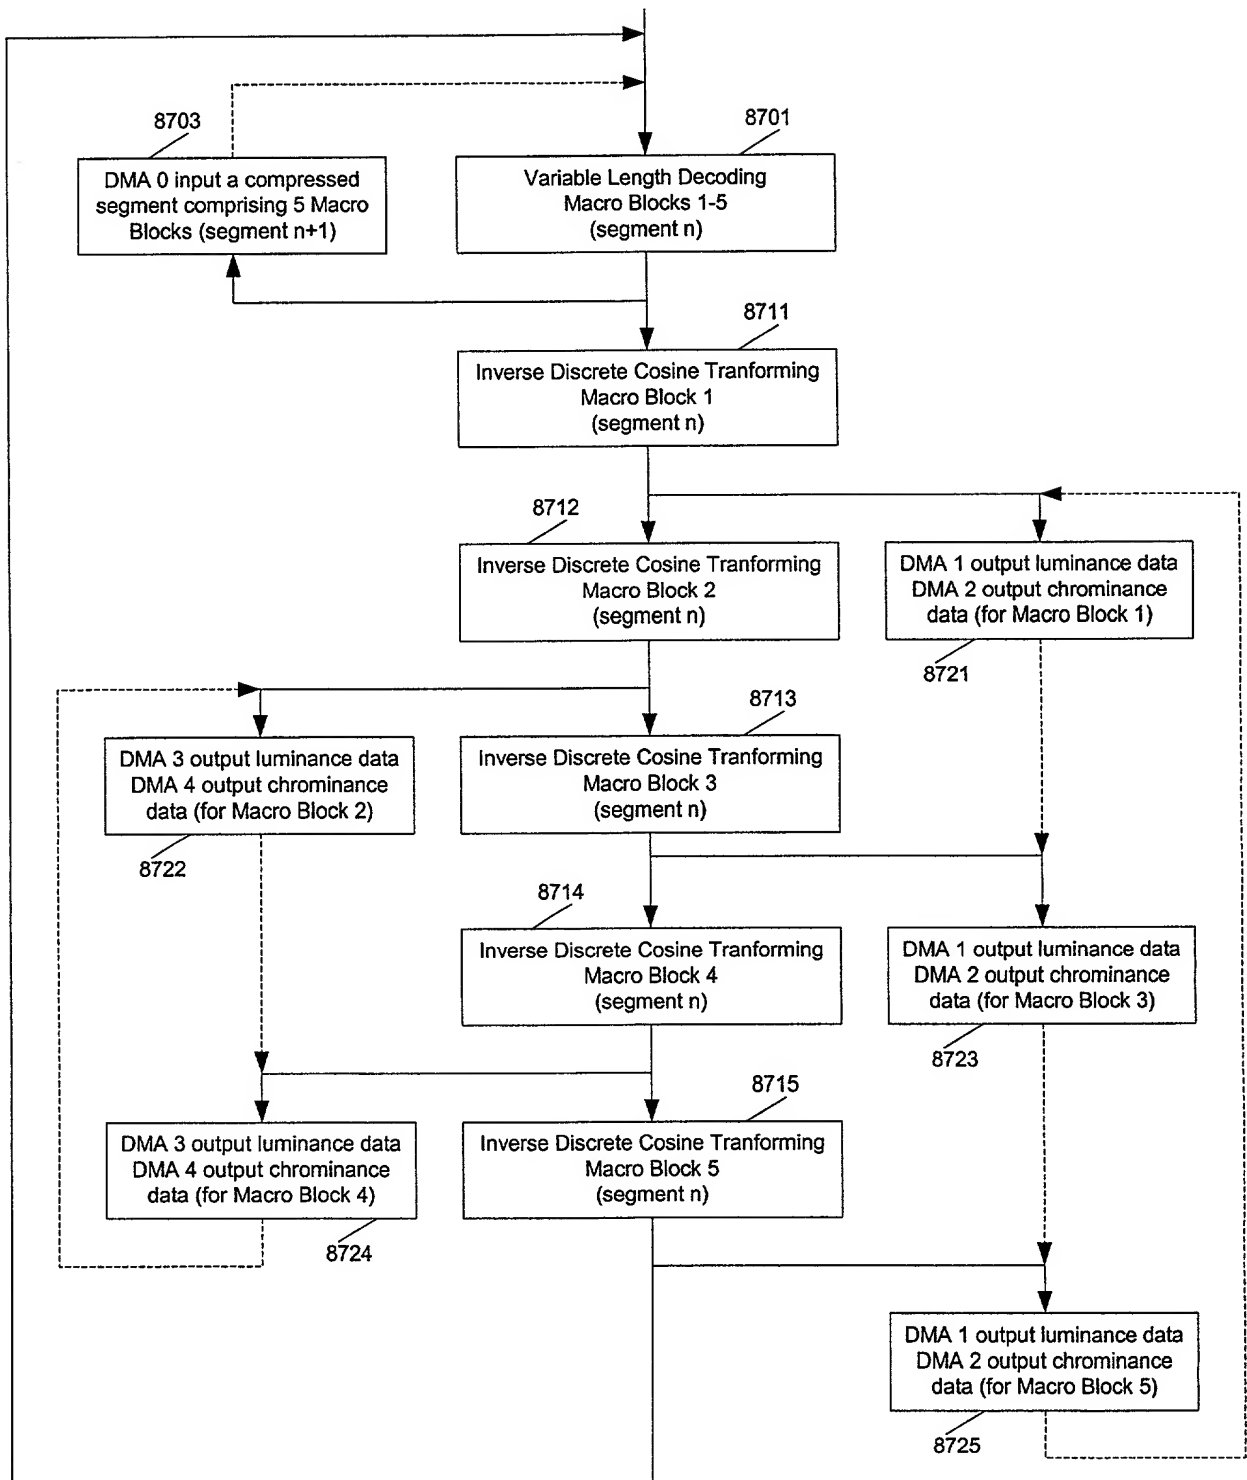 8703
8701
DMA 0 input a compressed
segment comprising 5 Macro
Blocks (segment n+1)
Variable Length Decoding
Macro Blocks 1-5
(segment n)
8711
Inverse Discrete Cosine Tranforming
Macro Block 1
(segment n)
8712
Inverse Discrete Cosine Tranforming
Macro Block 2
(segment n)
DMA 1 output luminance data
DMA 2 output chrominance
data (for Macro Block 1)
8721
8713
DMA 3 output luminance data
DMA 4 output chrominance
data (for Macro Block 2)
8722
Inverse Discrete Cosine Tranforming
Macro Block 3
(segment n)
8714
Inverse Discrete Cosine Tranforming
Macro Block 4
(segment n)
DMA 1 output luminance data
DMA 2 output chrominance
data (for Macro Block 3)
8723
8715
DMA 3 output luminance data
DMA 4 output chrominance
data (for Macro Block 4)
8724
Inverse Discrete Cosine Tranforming
Macro Block 5
(segment n)
DMA 1 output luminance data
DMA 2 output chrominance
data (for Macro Block 5)
8725